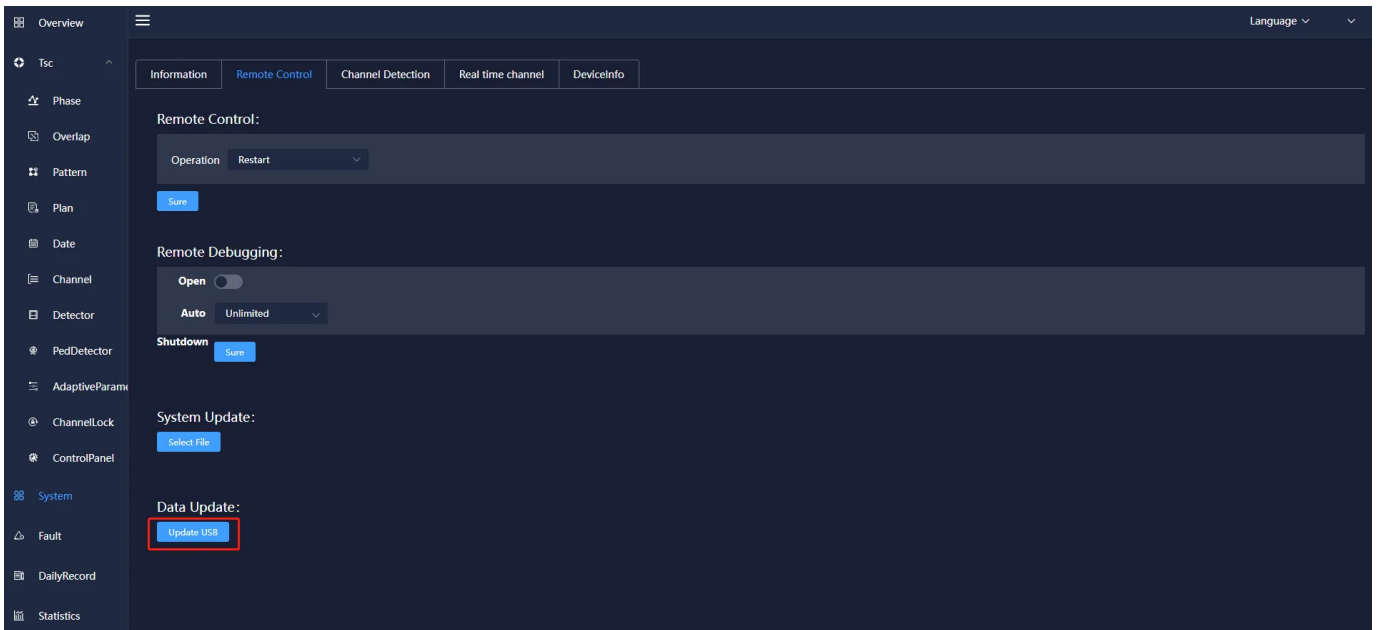 Overview
Language
Tsc
Information
Remote Control
Channel Detection
Real time channel
DeviceInfo
Phase
Overlap
Pattern
Plan
Date
Channel
Detector
PedDetector
AdaptiveParame
ChannelLock
ControlPanel
System
Fault
DailyRecord
Statistics
Remote Control:
Operation Restart
Sure
Remote Debugging:
Open
Auto Unlimited
Shutdown
Sure
System Update:
Select File
Data Update:
Update USB